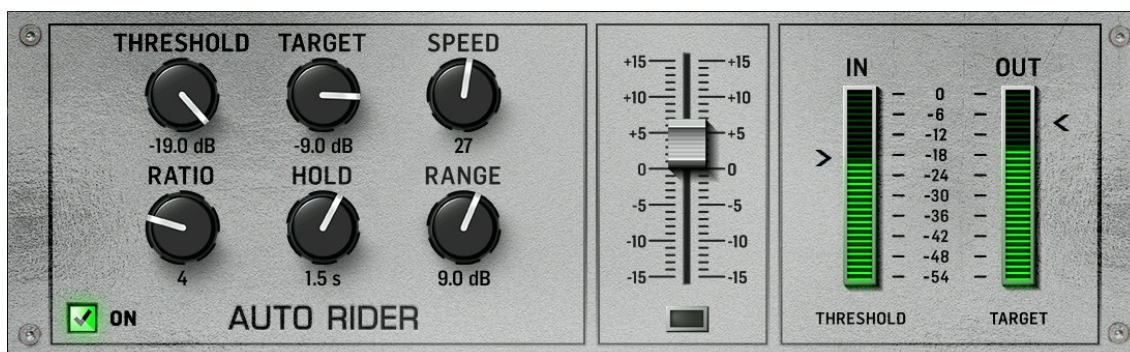 THRESHOLD TARGET SPEED
-19.0 dB -9.0 dB 27
RATIO HOLD RANGE
4 1.5 s 9.0 dB
ON AUTO RIDER
+15 +15
+10 +10
+5 +5
0 0
-5 -5
-10 -10
-15 -15
IN OUT
0
-6
-12
-18
-24
-30
-36
-42
-48
-54
THRESHOLD TARGET